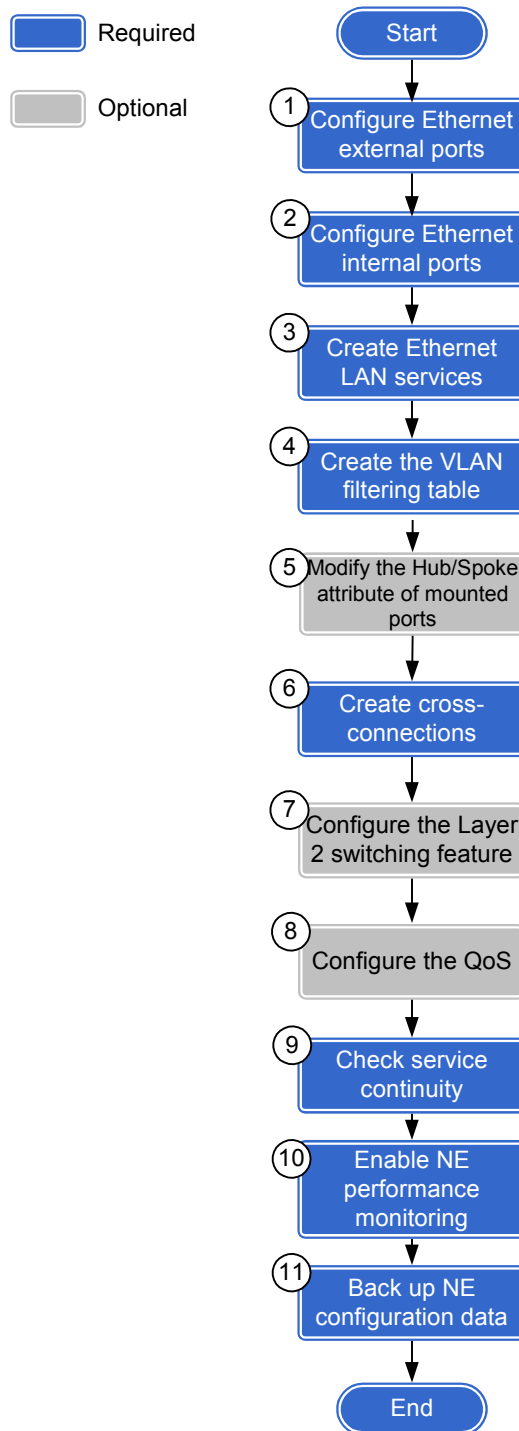 Required
Optional
Start
1
Configure Ethernet
external ports
2
Configure Ethernet
internal ports
3
Create Ethernet
LAN services
4
Create the VLAN
filtering table
5
Modify the Hub/Spoke
attribute of mounted
ports
6
Create cross-
connections
7
Configure the Layer
2 switching feature
8
Configure the QoS
9
Check service
continuity
10
Enable NE
performance
monitoring
11
Back up NE
configuration data
End